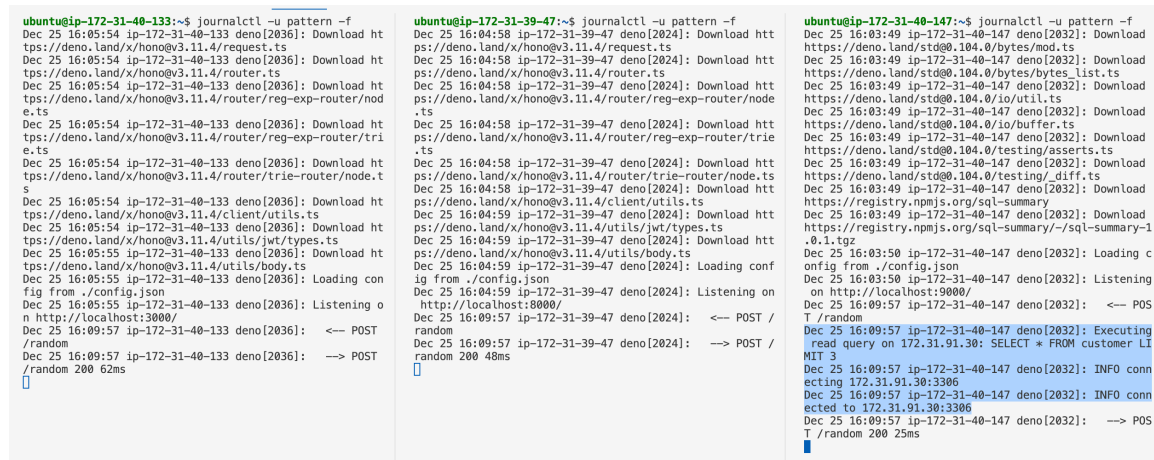 ubuntu@ip-172-31-40-133:~$ journalctl -u pattern -f
Dec 25 16:05:54 ip-172-31-40-133 deno[2036]: Download ht
tps://deno.land/x/hono@v3.11.4/request.ts
Dec 25 16:05:54 ip-172-31-40-133 deno[2036]: Download ht
tps://deno.land/x/hono@v3.11.4/router.ts
Dec 25 16:05:54 ip-172-31-40-133 deno[2036]: Download ht
tps://deno.land/x/hono@v3.11.4/router/reg-exp-router/nod
e.ts
Dec 25 16:05:54 ip-172-31-40-133 deno[2036]: Download ht
tps://deno.land/x/hono@v3.11.4/router/reg-exp-router/tri
e.ts
Dec 25 16:05:54 ip-172-31-40-133 deno[2036]: Download ht
tps://deno.land/x/hono@v3.11.4/router/trie-router/node.t
s
Dec 25 16:05:54 ip-172-31-40-133 deno[2036]: Download ht
tps://deno.land/x/hono@v3.11.4/client/utils.ts
Dec 25 16:05:54 ip-172-31-40-133 deno[2036]: Download ht
tps://deno.land/x/hono@v3.11.4/utils/jwt/types.ts
Dec 25 16:05:55 ip-172-31-40-133 deno[2036]: Download ht
tps://deno.land/x/hono@v3.11.4/utils/body.ts
Dec 25 16:05:55 ip-172-31-40-133 deno[2036]: Loading con
fig from ./config.json
Dec 25 16:05:55 ip-172-31-40-133 deno[2036]: Listening o
n http://localhost:3000/
Dec 25 16:09:57 ip-172-31-40-133 deno[2036]:   <-- POST
/random
Dec 25 16:09:57 ip-172-31-40-133 deno[2036]:   --> POST
/random 200 62ms
ubuntu@ip-172-31-39-47:~$ journalctl -u pattern -f
Dec 25 16:04:58 ip-172-31-39-47 deno[2024]: Download htt
ps://deno.land/x/hono@v3.11.4/request.ts
Dec 25 16:04:58 ip-172-31-39-47 deno[2024]: Download htt
ps://deno.land/x/hono@v3.11.4/router.ts
Dec 25 16:04:58 ip-172-31-39-47 deno[2024]: Download htt
ps://deno.land/x/hono@v3.11.4/router/reg-exp-router/node
.ts
Dec 25 16:04:58 ip-172-31-39-47 deno[2024]: Download htt
ps://deno.land/x/hono@v3.11.4/router/reg-exp-router/trie
.ts
Dec 25 16:04:58 ip-172-31-39-47 deno[2024]: Download htt
ps://deno.land/x/hono@v3.11.4/router/trie-router/node.ts
Dec 25 16:04:58 ip-172-31-39-47 deno[2024]: Download htt
ps://deno.land/x/hono@v3.11.4/client/utils.ts
Dec 25 16:04:59 ip-172-31-39-47 deno[2024]: Download htt
ps://deno.land/x/hono@v3.11.4/utils/jwt/types.ts
Dec 25 16:04:59 ip-172-31-39-47 deno[2024]: Download htt
ps://deno.land/x/hono@v3.11.4/utils/body.ts
Dec 25 16:04:59 ip-172-31-39-47 deno[2024]: Loading conf
ig from ./config.json
Dec 25 16:04:59 ip-172-31-39-47 deno[2024]: Listening on
 http://localhost:8000/
Dec 25 16:09:57 ip-172-31-39-47 deno[2024]:   <-- POST /
random
Dec 25 16:09:57 ip-172-31-39-47 deno[2024]:   --> POST /
random 200 48ms
ubuntu@ip-172-31-40-147:~$ journalctl -u pattern -f
Dec 25 16:03:49 ip-172-31-40-147 deno[2032]: Download
https://deno.land/std@0.104.0/bytes/mod.ts
Dec 25 16:03:49 ip-172-31-40-147 deno[2032]: Download
https://deno.land/std@0.104.0/bytes/bytes_list.ts
Dec 25 16:03:49 ip-172-31-40-147 deno[2032]: Download
https://deno.land/std@0.104.0/io/util.ts
Dec 25 16:03:49 ip-172-31-40-147 deno[2032]: Download
https://deno.land/std@0.104.0/io/buffer.ts
Dec 25 16:03:49 ip-172-31-40-147 deno[2032]: Download
https://deno.land/std@0.104.0/testing/asserts.ts
Dec 25 16:03:49 ip-172-31-40-147 deno[2032]: Download
https://deno.land/std@0.104.0/testing/_diff.ts
Dec 25 16:03:49 ip-172-31-40-147 deno[2032]: Download
https://registry.npmjs.org/sql-summary
Dec 25 16:03:49 ip-172-31-40-147 deno[2032]: Download
https://registry.npmjs.org/sql-summary/-/sql-summary-1
.0.1.tgz
Dec 25 16:03:50 ip-172-31-40-147 deno[2032]: Loading c
onfig from ./config.json
Dec 25 16:03:50 ip-172-31-40-147 deno[2032]: Listening
 on http://localhost:9000/
Dec 25 16:09:57 ip-172-31-40-147 deno[2032]:   <-- POS
T /random
Dec 25 16:09:57 ip-172-31-40-147 deno[2032]: Executing
 read query on 172.31.91.30: SELECT * FROM customer LI
MIT 3
Dec 25 16:09:57 ip-172-31-40-147 deno[2032]: INFO conn
ecting 172.31.91.30:3306
Dec 25 16:09:57 ip-172-31-40-147 deno[2032]: INFO conn
ected to 172.31.91.30:3306
Dec 25 16:09:57 ip-172-31-40-147 deno[2032]:   --> POS
T /random 200 25ms